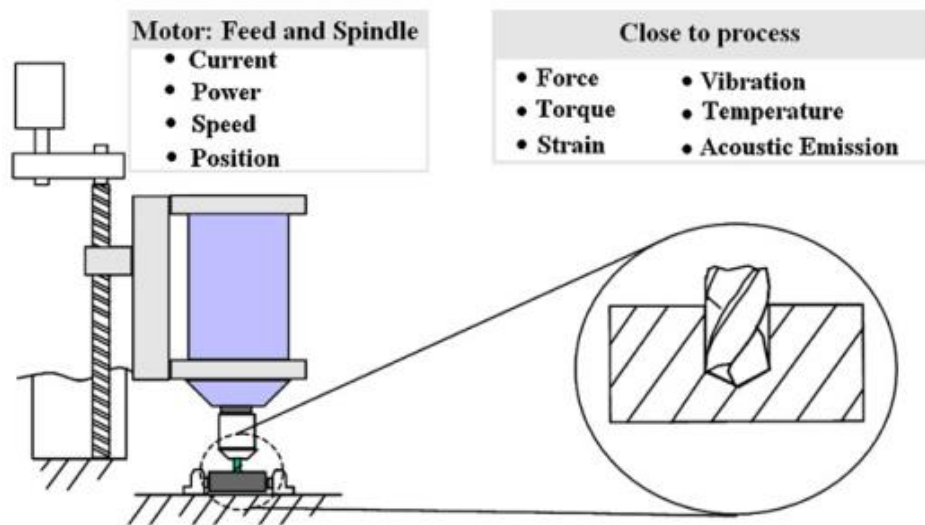 Motor: Feed and Spindle
• Current
• Power
• Speed
• Position
Close to process
• Force
• Torque
• Strain
• Vibration
• Temperature
• Acoustic Emission